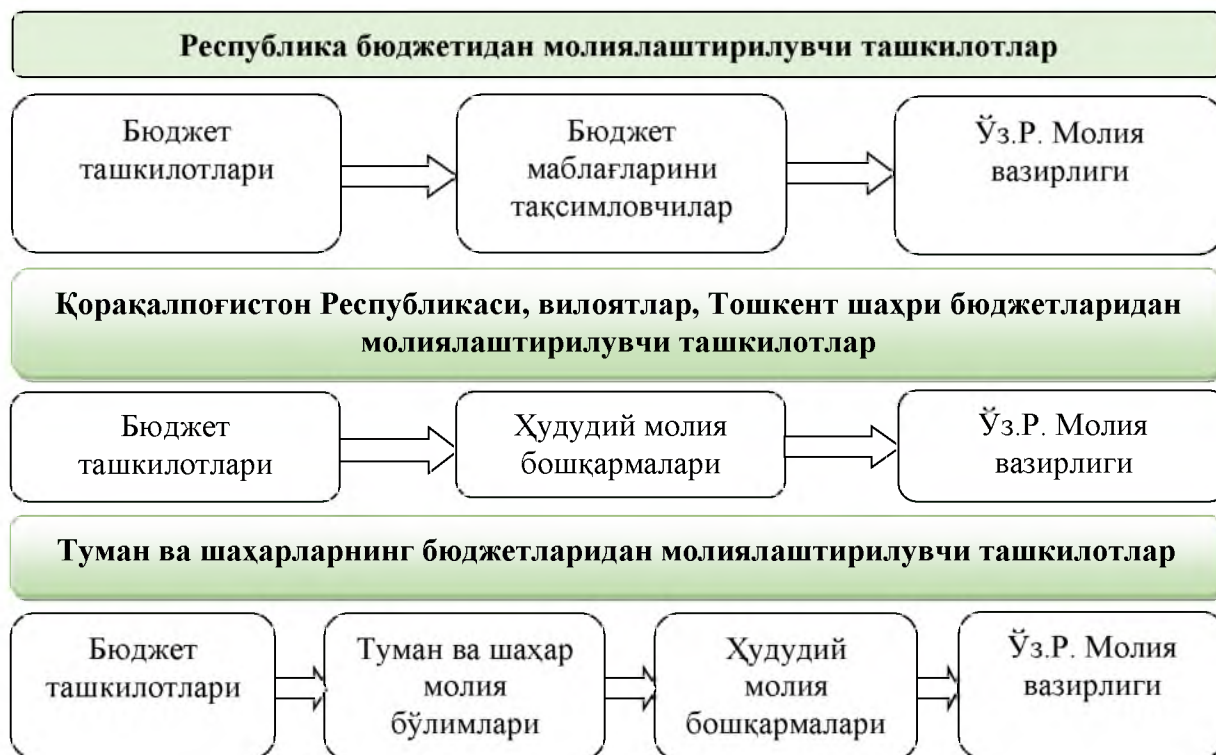 Республика бюджетидан молиялаштирилувчи ташкилотлар
Бюджет
ташкилотлари
Бюджет
маблағларини
тақсимловчилар
Ўз.Р. Молия
вазирлиги
Қорақалпоғистон Республикаси, вилоятлар, Тошкент шаҳри бюджетларидан
молиялаштирилувчи ташкилотлар
Бюджет
ташкилотлари
Ҳудудий молия
бошқармалари
Ўз.Р. Молия
вазирлиги
Туман ва шаҳарларнинг бюджетларидан молиялаштирилувчи ташкилотлар
Бюджет
ташкилотлари
Туман ва шаҳар
молия
бўлимлари
Ҳудудий
молия
бошқармалари
Ўз.Р. Молия
вазирлиги